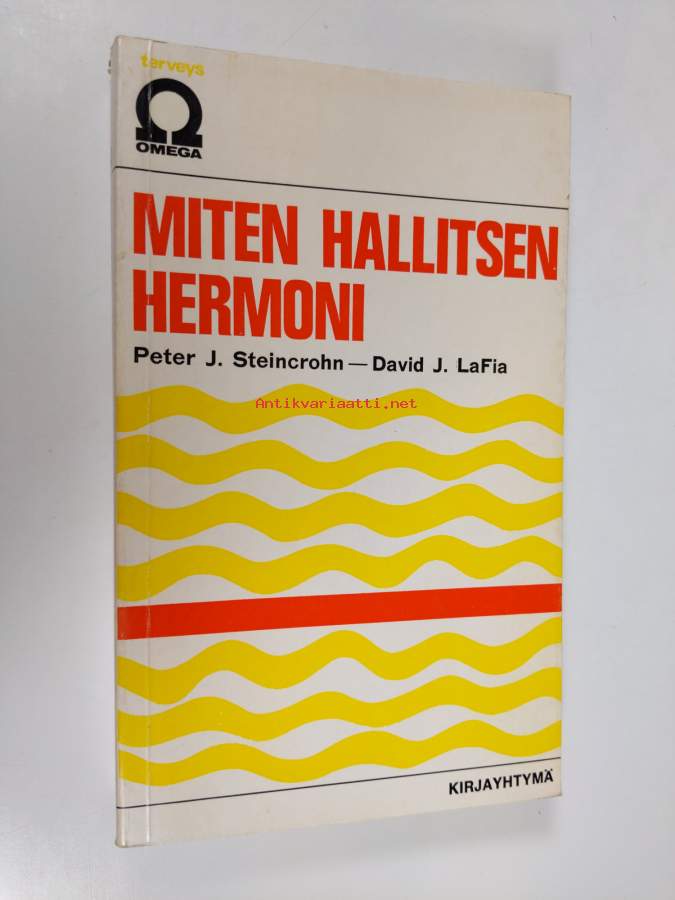 terveys
OMEGA
MITEN HALLITSEN
HERMONI
Peter J. Steincrohn — David J. LaFia
Antikvariaatti.net
KIRJAYHTYMÄ